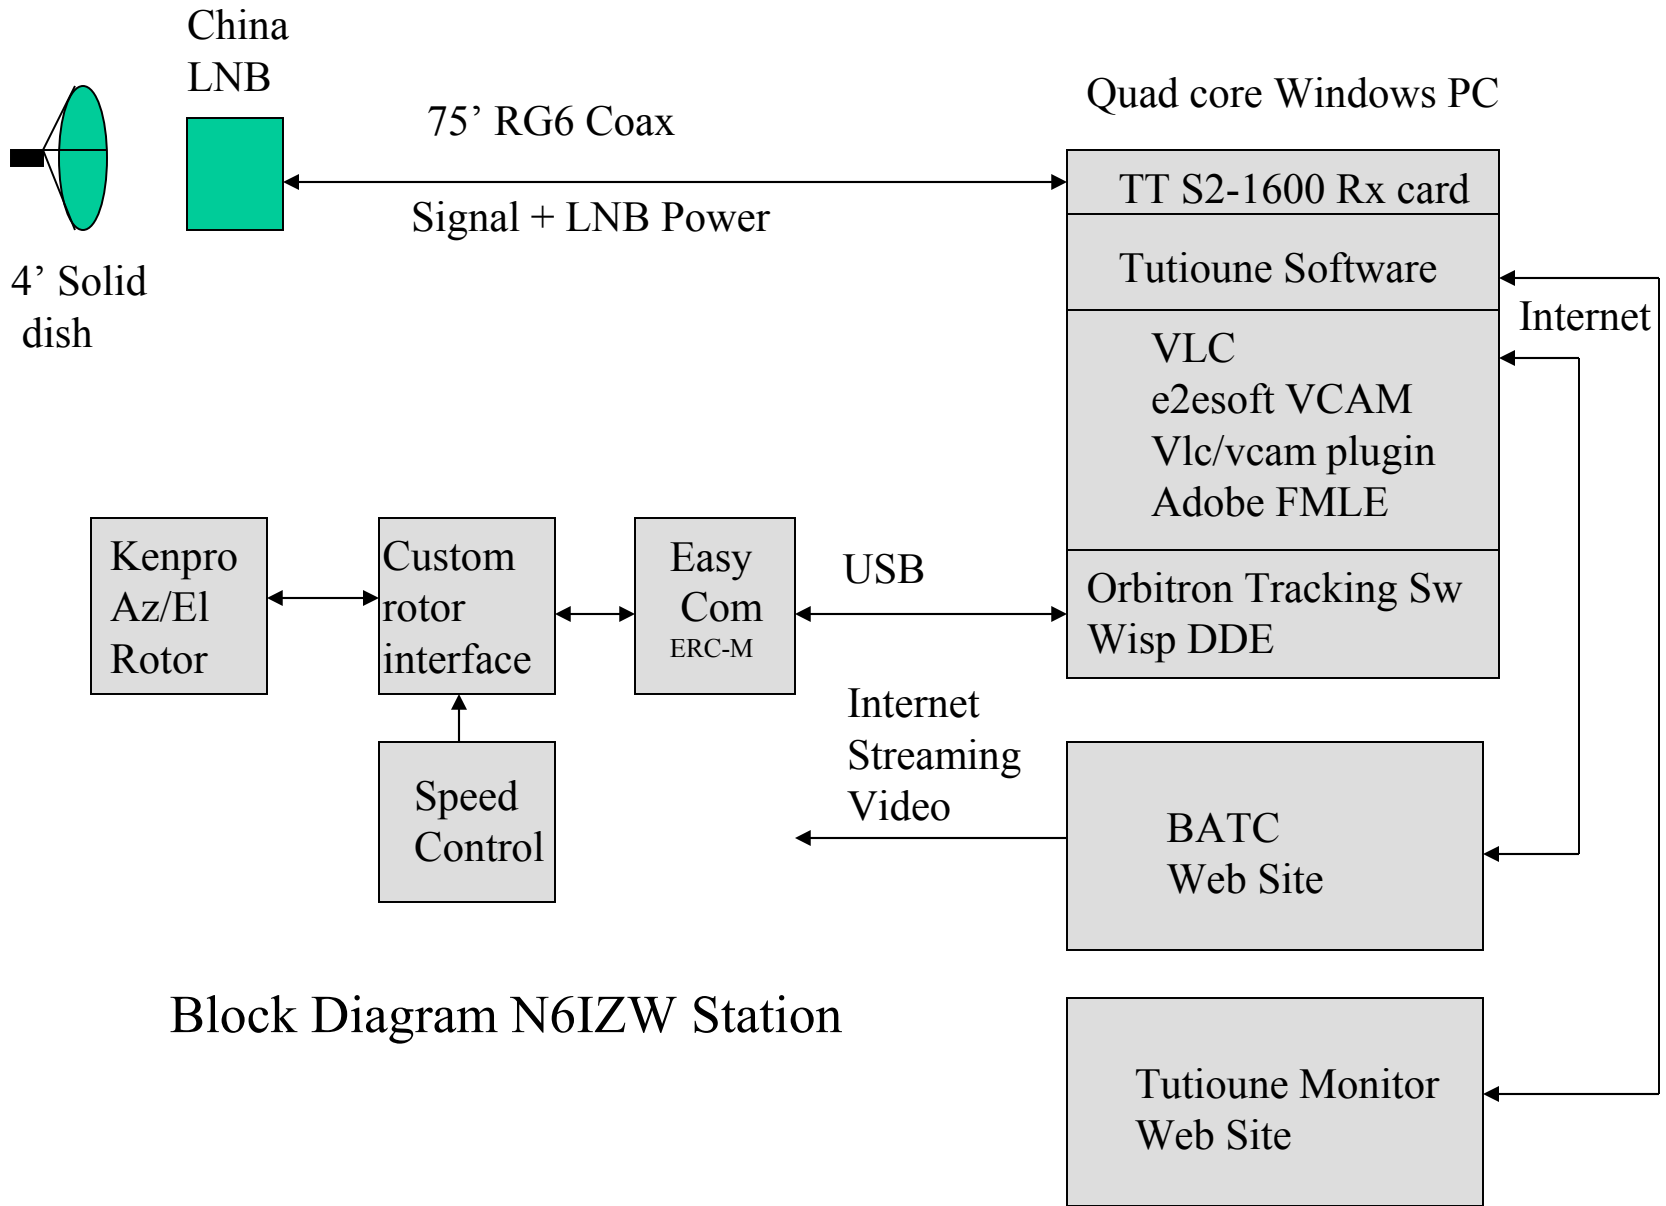 China
LNB
75’ RG6 Coax
Signal + LNB Power
4’ Solid
dish
Quad core Windows PC
TT S2-1600 Rx card
Tutioune Software
Internet
VLC
e2esoft VCAM
Vlc/vcam plugin
Adobe FMLE
Orbitron Tracking Sw
Wisp DDE
USB
Kenpro
Az/El
Rotor
Custom
rotor
interface
Easy
Com
ERC-M
Speed
Control
Internet
Streaming
Video
BATC
Web Site
Block Diagram N6IZW Station
Tutioune Monitor
Web Site